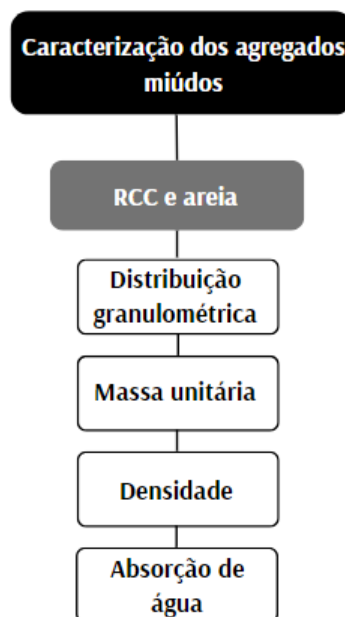 Caracterização dos agregados
miúdos
RCC e areia
Distribuição
granulométrica
Massa unitária
Densidade
Absorção de
água